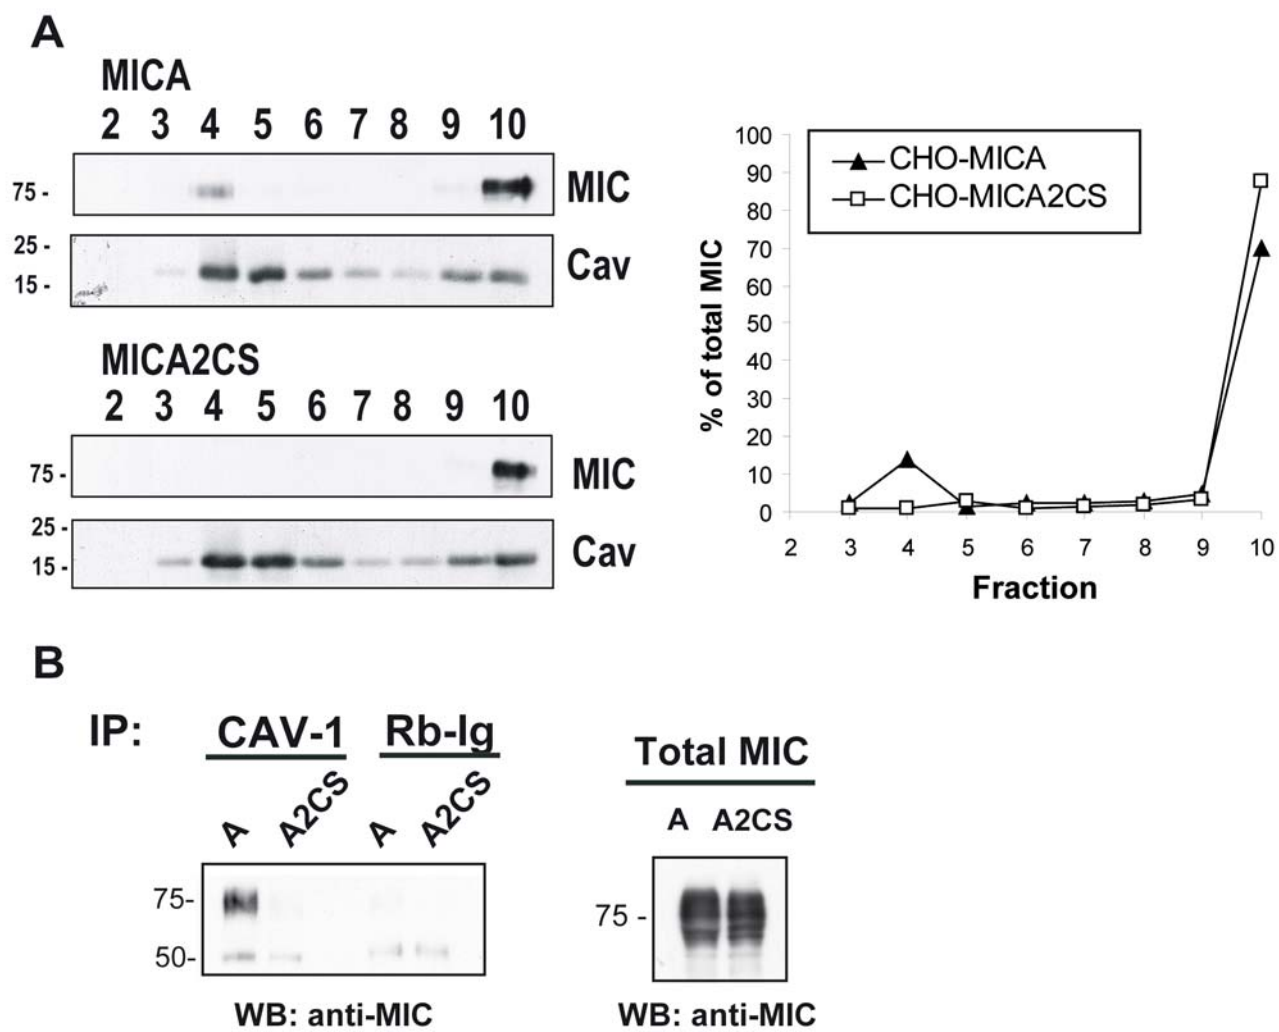 A
MICA
2 3 4 5 6 7 8 9 10
75 -
MIC
25 -
15 -
Cav
MICA2CS
2 3 4 5 6 7 8 9 10
75 -
MIC
25 -
15 -
Cav
CHO-MICA
CHO-MICA2CS
% of total MIC
100
90
80
70
60
50
40
30
20
10
0
2 3 4 5 6 7 8 9 10
Fraction
B
IP:
CAV-1 Rb-Ig
A A2CS A A2CS
75-
50-
WB: anti-MIC
Total MIC
A A2CS
75 -
WB: anti-MIC